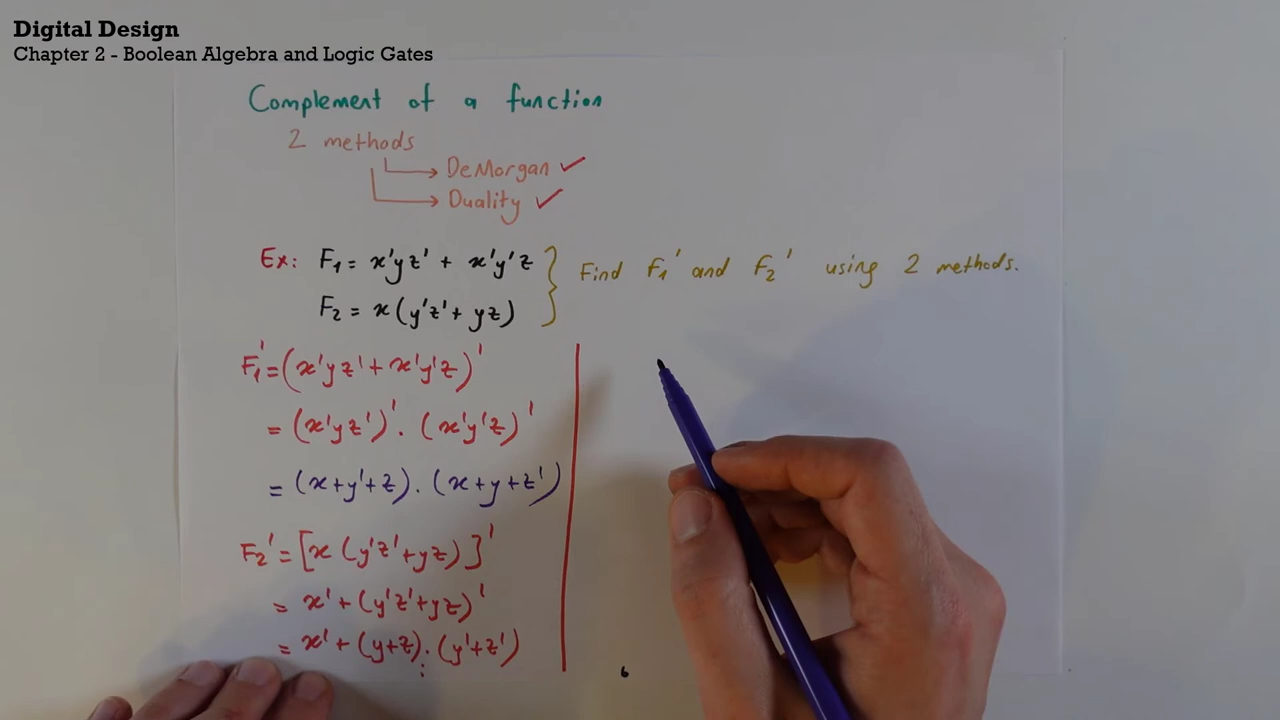 Digital Design
Chapter 2 - Boolean Algebra and Logic Gates
Complement of a function
2 methods
DeMorgan ✓
Duality ✓
Ex: F₁ = x'yz' + x'y'z
F₂ = x(y'z' + yz)
} Find F₁' and F₂' using 2 methods.
F₁' = (x'yz' + x'y'z)'
= (x'yz')' . (x'y'z)'
= (x+y'+z) . (x+y+z')
F₂' = [x (y'z'+yz)]'
= x' + (y'z'+yz)'
= x' + (y+z) . (y'+z')